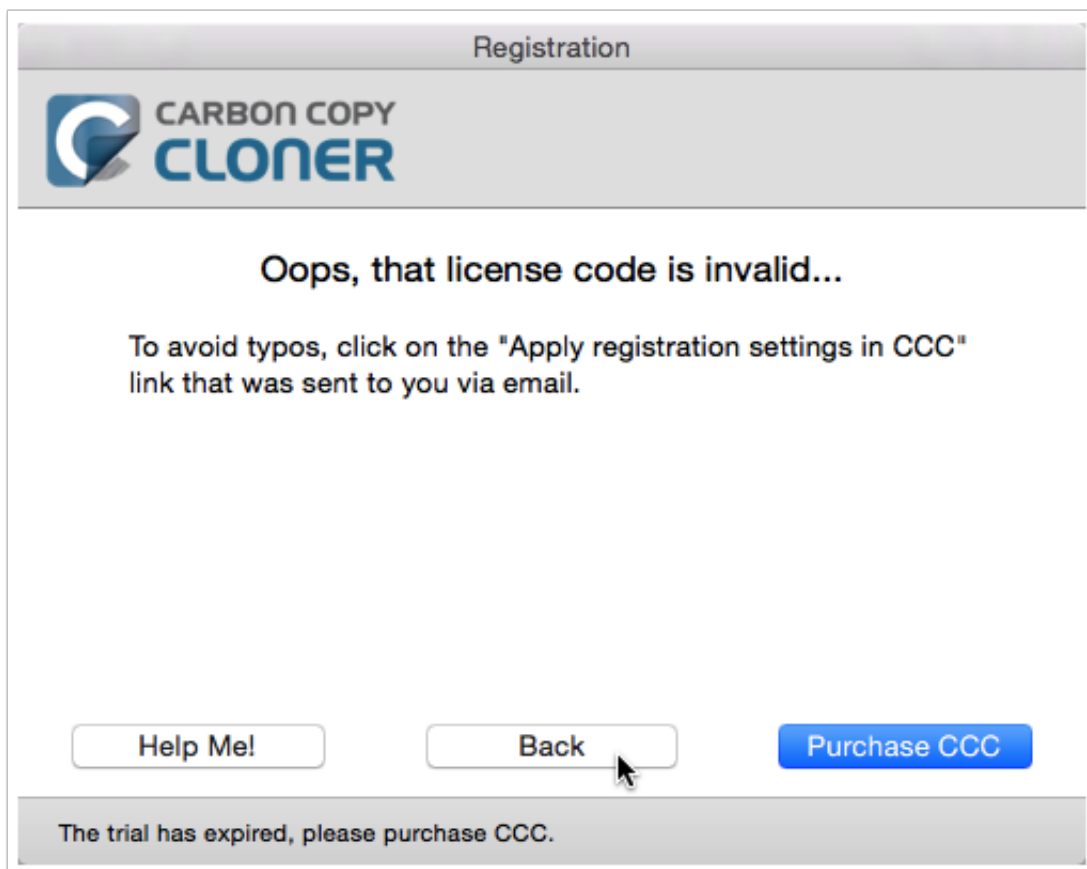 Registration
CARBON COPY
CLONER
Oops, that license code is invalid...
To avoid typos, click on the "Apply registration settings in CCC"
link that was sent to you via email.
Help Me!
Back
Purchase CCC
The trial has expired, please purchase CCC.